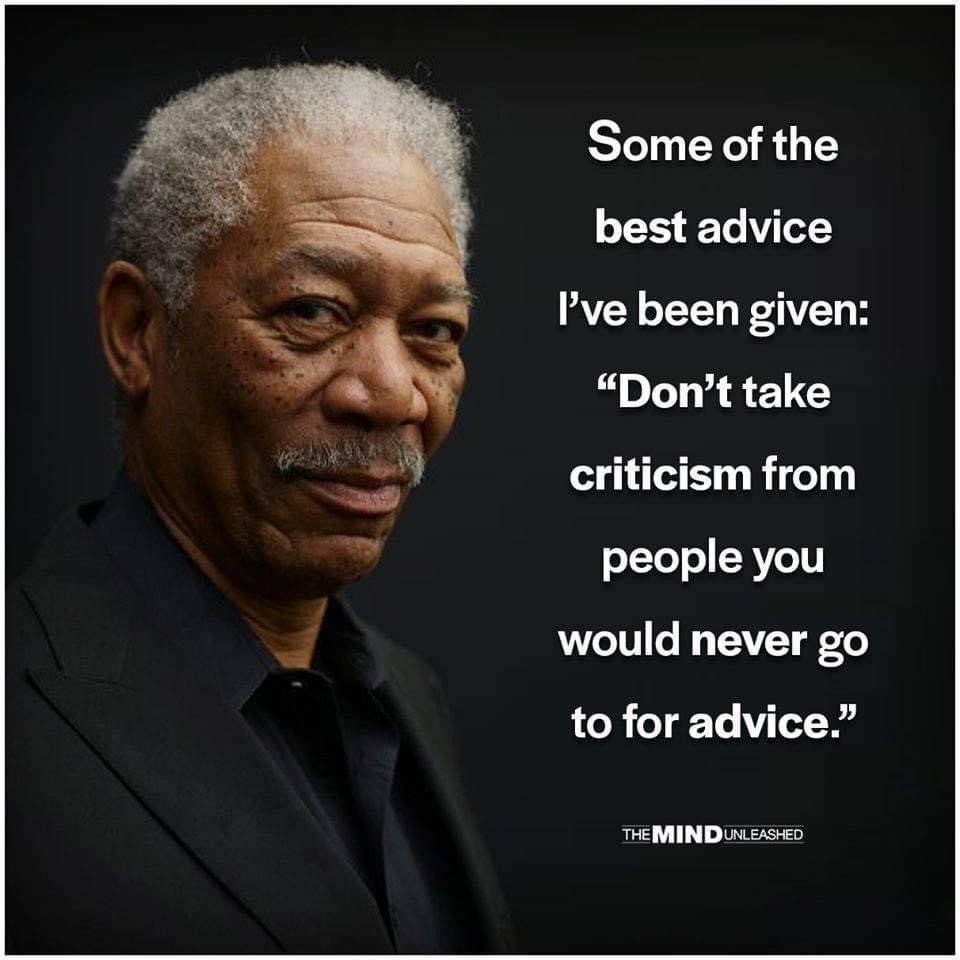 Some of the
best advice
I’ve been given:
“Don’t take
criticism from
people you
would never go
to for advice.”
THE MIND UNLEASHED